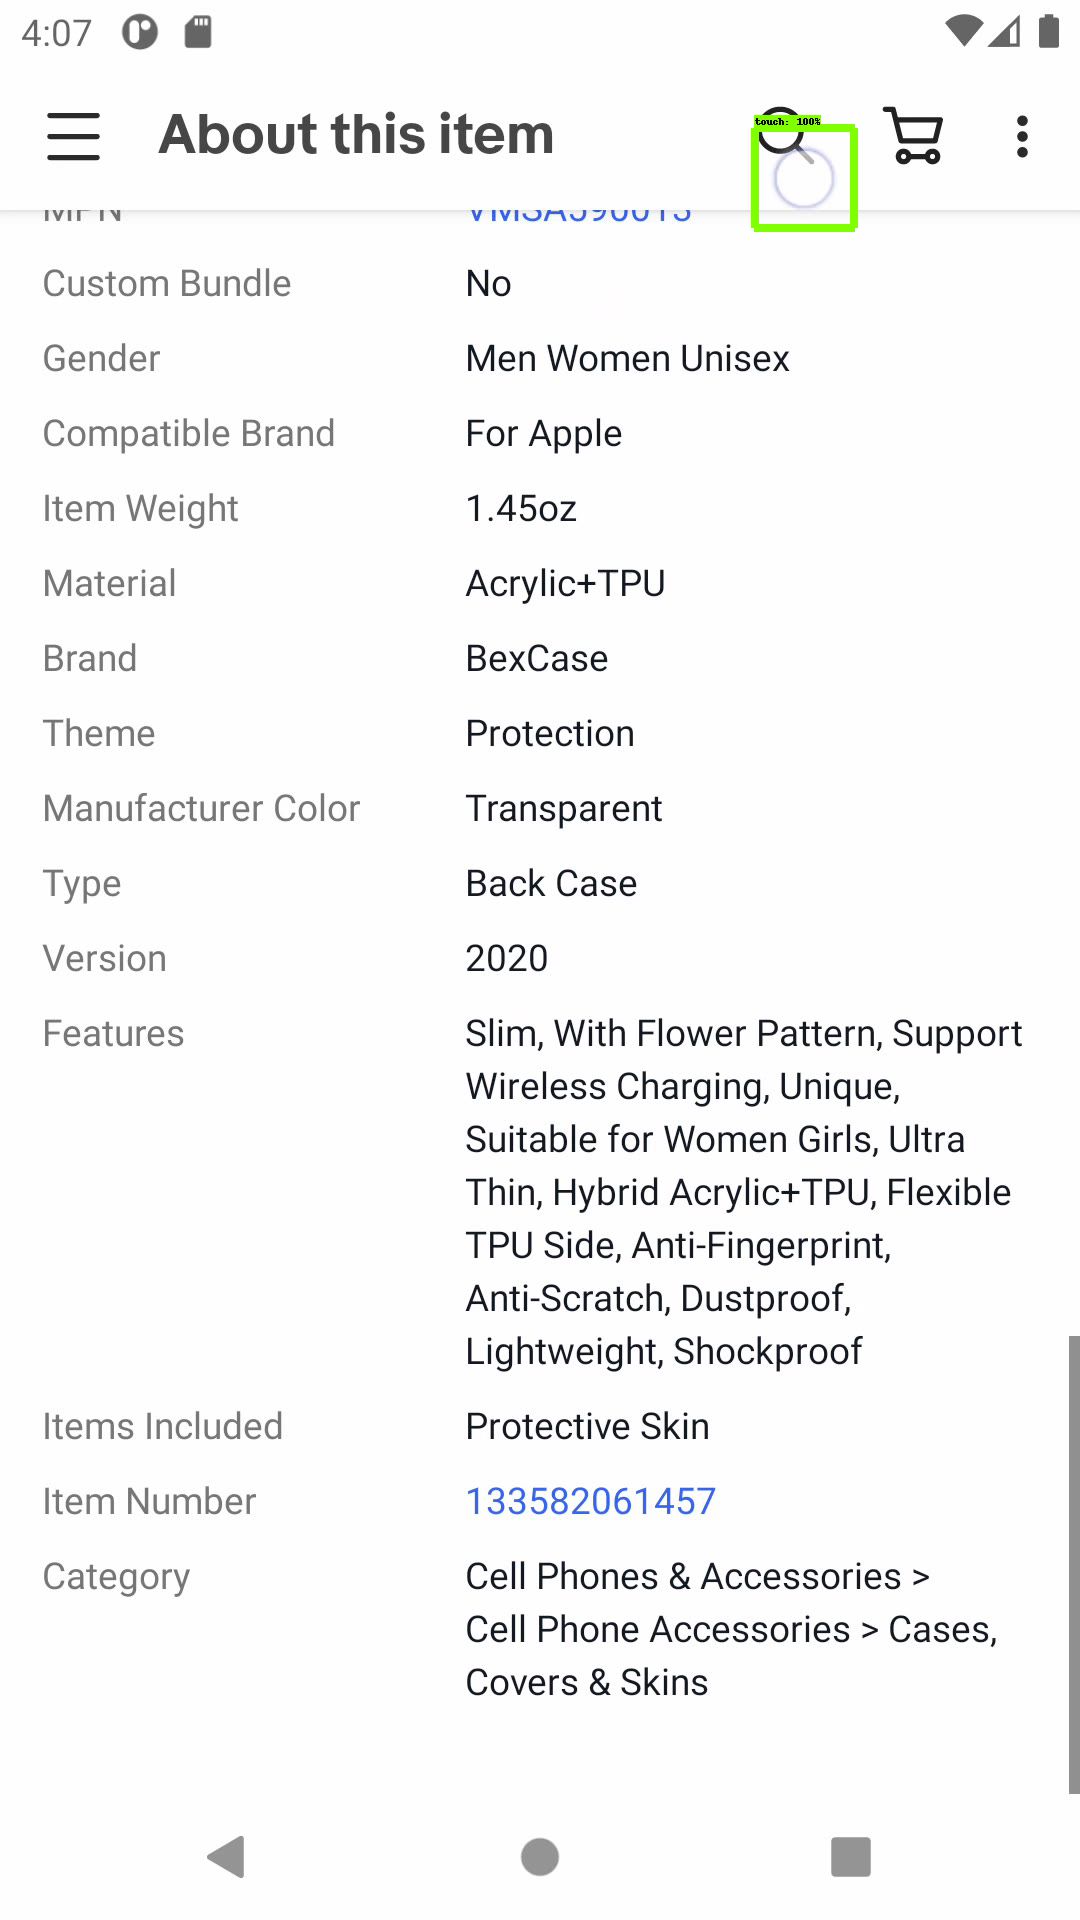 4:07
About this item
touch: 100%
MPN VMSA590013
Custom Bundle No
Gender Men Women Unisex
Compatible Brand For Apple
Item Weight 1.45oz
Material Acrylic+TPU
Brand BexCase
Theme Protection
Manufacturer Color Transparent
Type Back Case
Version 2020
Features Slim, With Flower Pattern, Support
Wireless Charging, Unique,
Suitable for Women Girls, Ultra
Thin, Hybrid Acrylic+TPU, Flexible
TPU Side, Anti-Fingerprint,
Anti-Scratch, Dustproof,
Lightweight, Shockproof
Items Included Protective Skin
Item Number 133582061457
Category Cell Phones & Accessories >
Cell Phone Accessories > Cases,
Covers & Skins